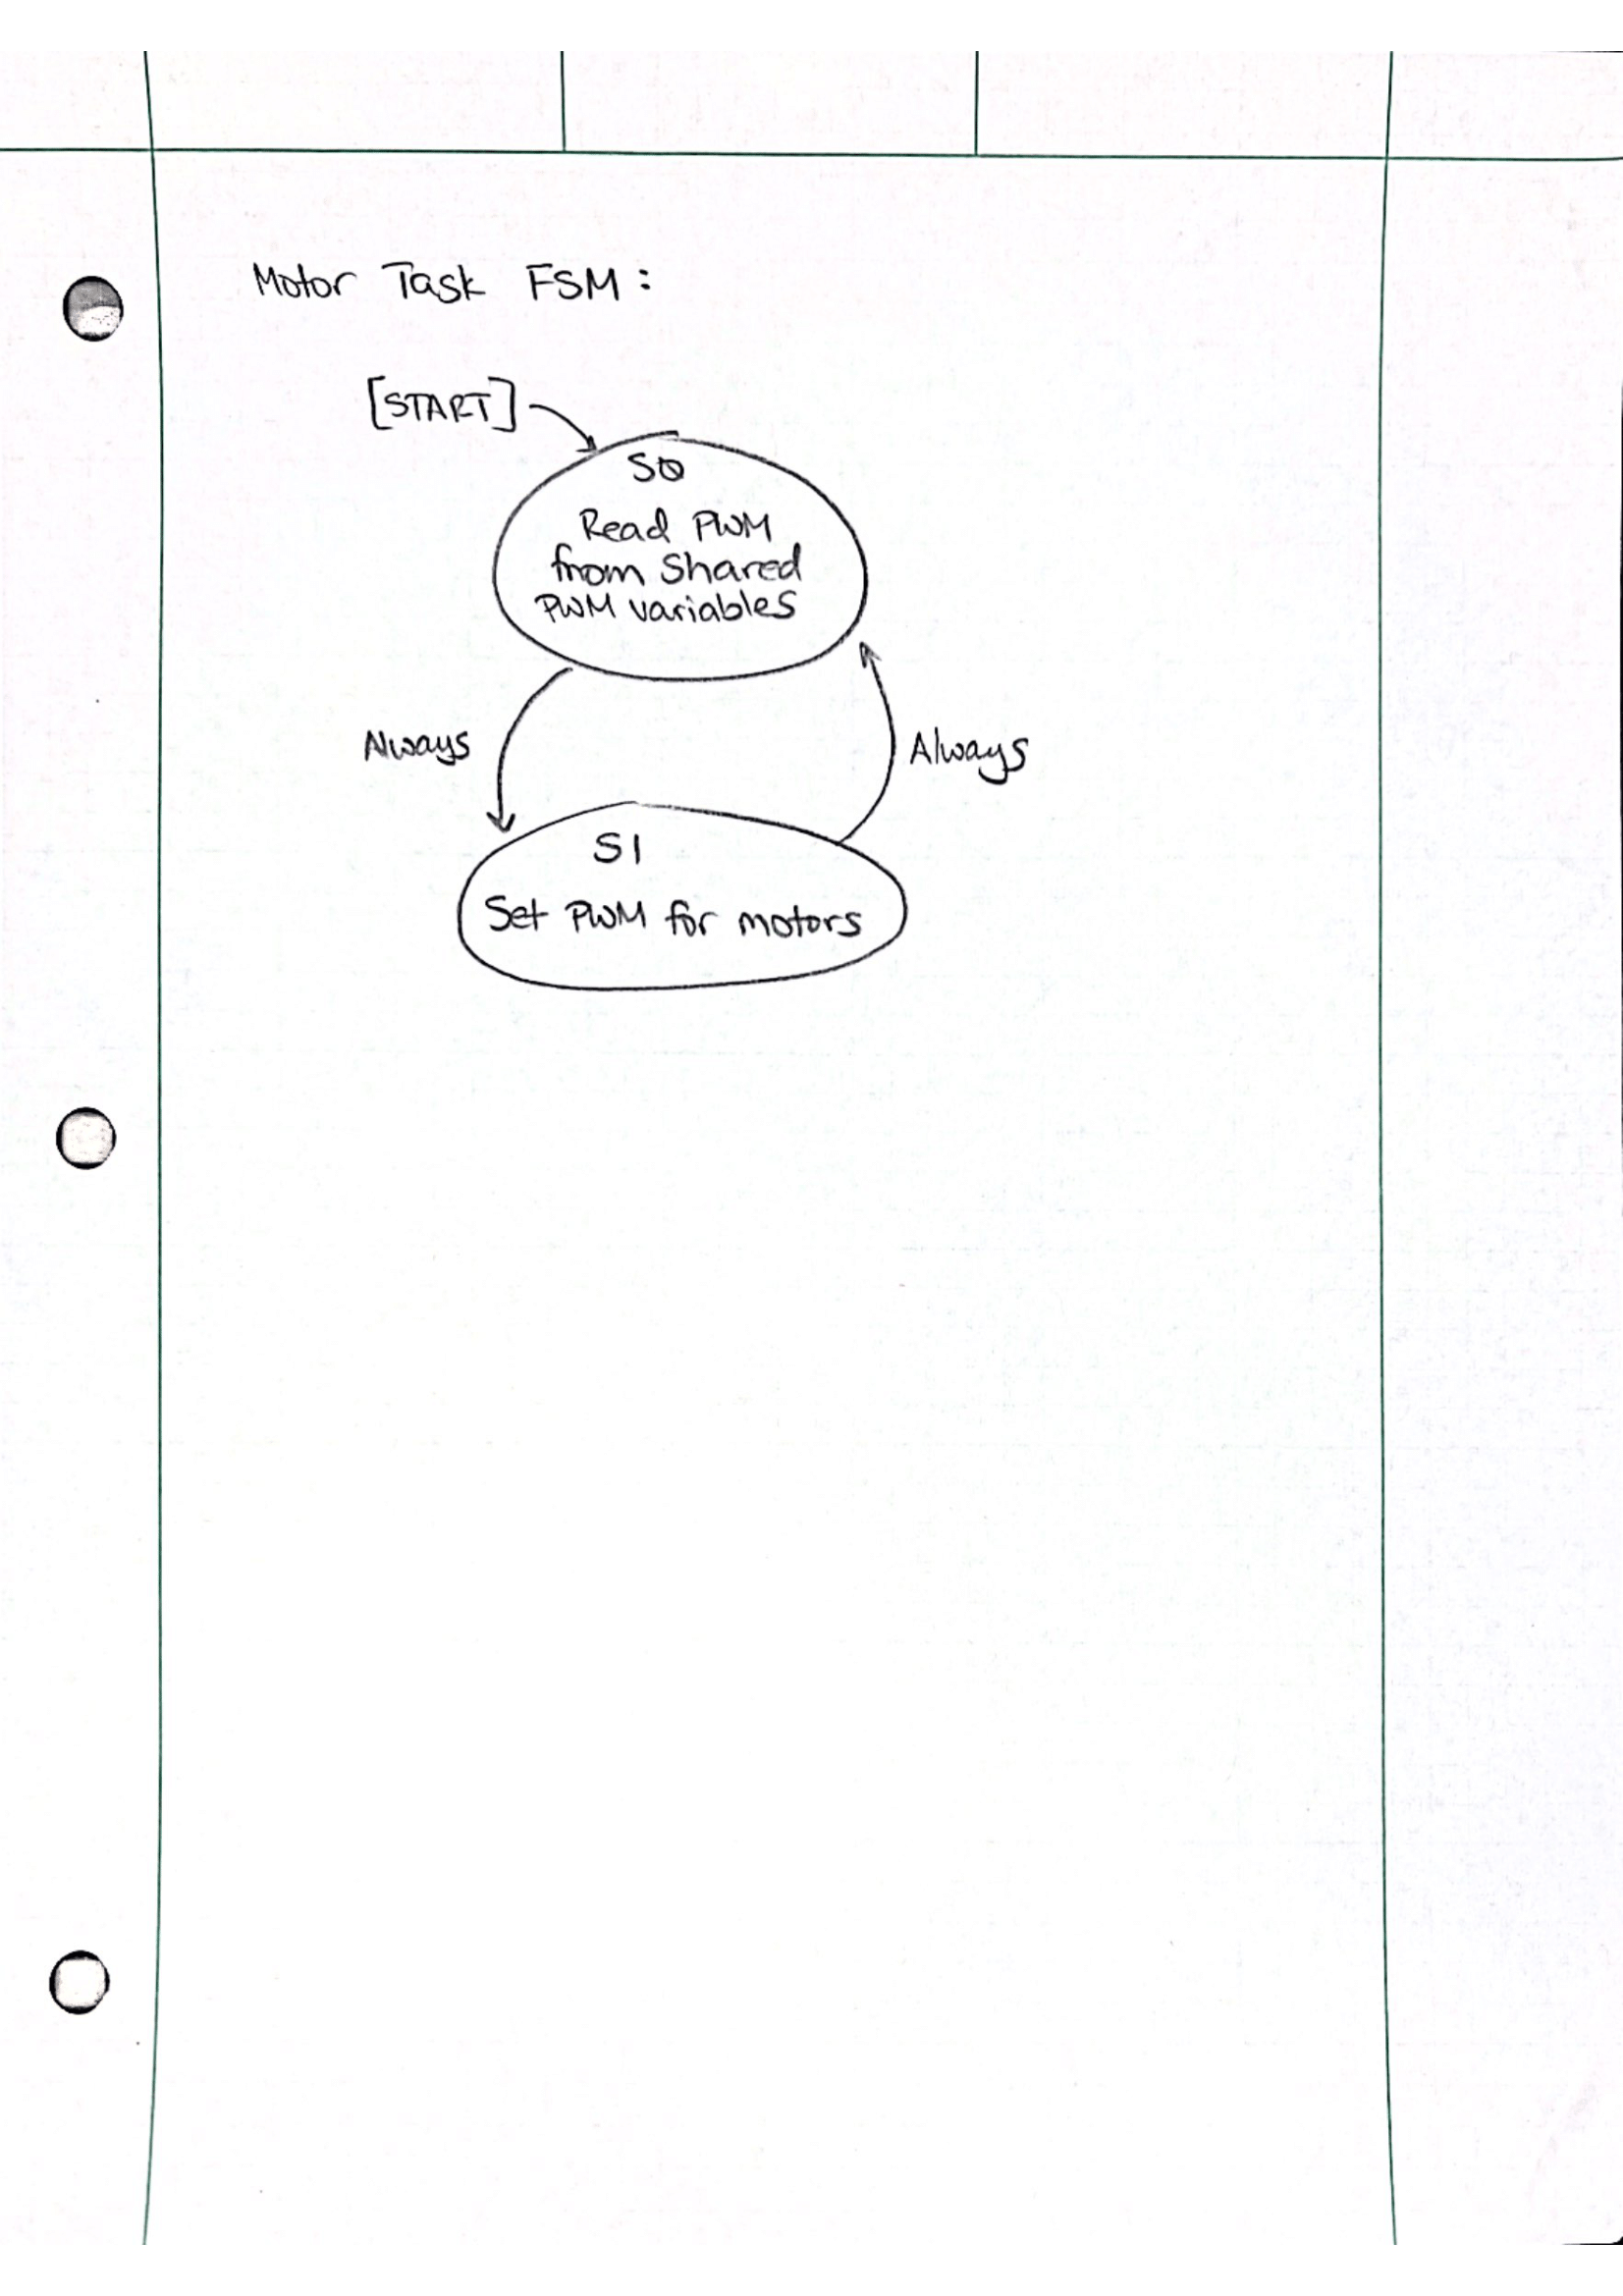 Motor Task FSM:
[START]
S0
Read PWM
from Shared
PWM variables
Always
Always
S1
Set PWM for motors